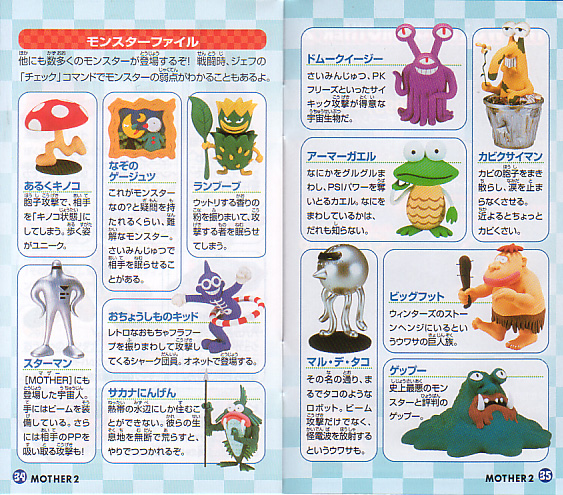 モンスターファイル
他にも数多くのモンスターが登場するぞ! 戦闘時、ジェフの
「チェック」コマンドでモンスターの弱点がわかることもあるよ。
あるくキノコ
胞子攻撃で、相手
を「キノコ状態」に
してしまう。歩く姿
がユニーク。
なぞの
ゲージュツ
これがモンスター
なの?と疑問を持
たれるくらい、難
解なモンスター。
さいみんじゅつで
相手を眠らせるこ
とがある。
ランブーブ
ウットリする香りの
粉を振りまいて、攻
撃する者を眠らせ
てしまう。
スターマン
[MOTHER]にも
登場した宇宙人。
手にはビームを装
備している。さら
には相手のPPを
吸い取る攻撃も!
おちょうしものキッド
レトロなおもちゃフラフー
プを振りまわして攻撃し
てくるシャーク団員。オネットで登場する。
サカナにんげん
熱帯の水辺にしか住むこ
とができない。彼らの生
息地を無断で荒らすと、
やりでつつかれるぞ。
34 MOTHER2
ドムークイージー
さいみんじゅつ、PK
フリーズといったサイ
キック攻撃が得意な
宇宙生物だ。
カビクサイマン
カビの胞子をまき
散らし、涙を止ま
らなくさせる。
近よるとちょっと
カビくさい。
アーマーガエル
なにかをグルグルま
わし、PSIパワーを奪
いとるカエル。なにを
まわしているかは、
だれも知らない。
マル・デ・タコ
その名の通り、ま
るでタコのような
ロボット。ビーム
攻撃だけでなく、
怪電波を放射する
というウワサも。
ビッグフット
ウィンターズのストー
ンヘンジにいるとい
うウワサの巨人族。
ゲップー
史上最悪のモン
スターと評判の
ゲップー。
MOTHER2 35